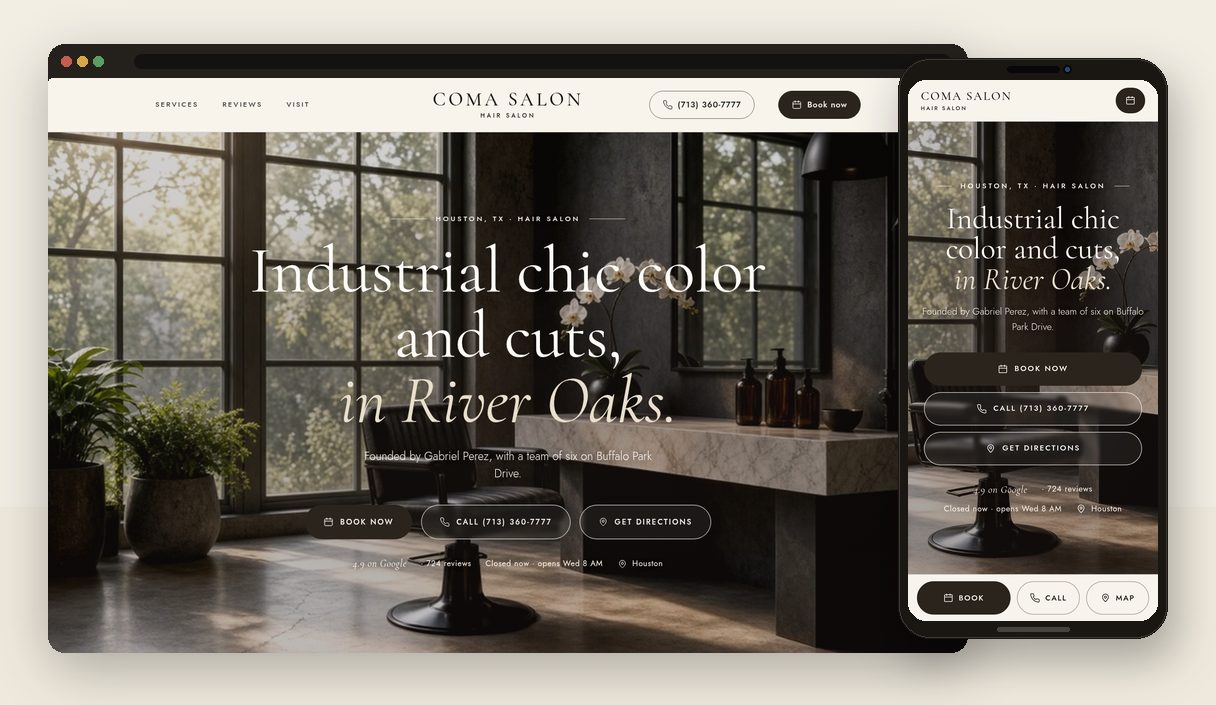 SERVICES REVIEWS VISIT
COMA SALON
HAIR SALON
(713) 360-7777
Book now
HOUSTON, TX · HAIR SALON
Industrial chic color
and cuts,
in River Oaks.
Founded by Gabriel Perez, with a team of six on Buffalo Park
Drive.
BOOK NOW
CALL (713) 360-7777
GET DIRECTIONS
4.9 on Google · 724 reviews Closed now · opens Wed 8 AM Houston
COMA SALON
HAIR SALON
HOUSTON, TX · HAIR SALON
Industrial chic
color and cuts,
in River Oaks.
Founded by Gabriel Perez, with a team of six on Buffalo
Park Drive.
BOOK NOW
CALL (713) 360-7777
GET DIRECTIONS
4.9 on Google · 724 reviews
Closed now · opens Wed 8 AM Houston
BOOK
CALL
MAP